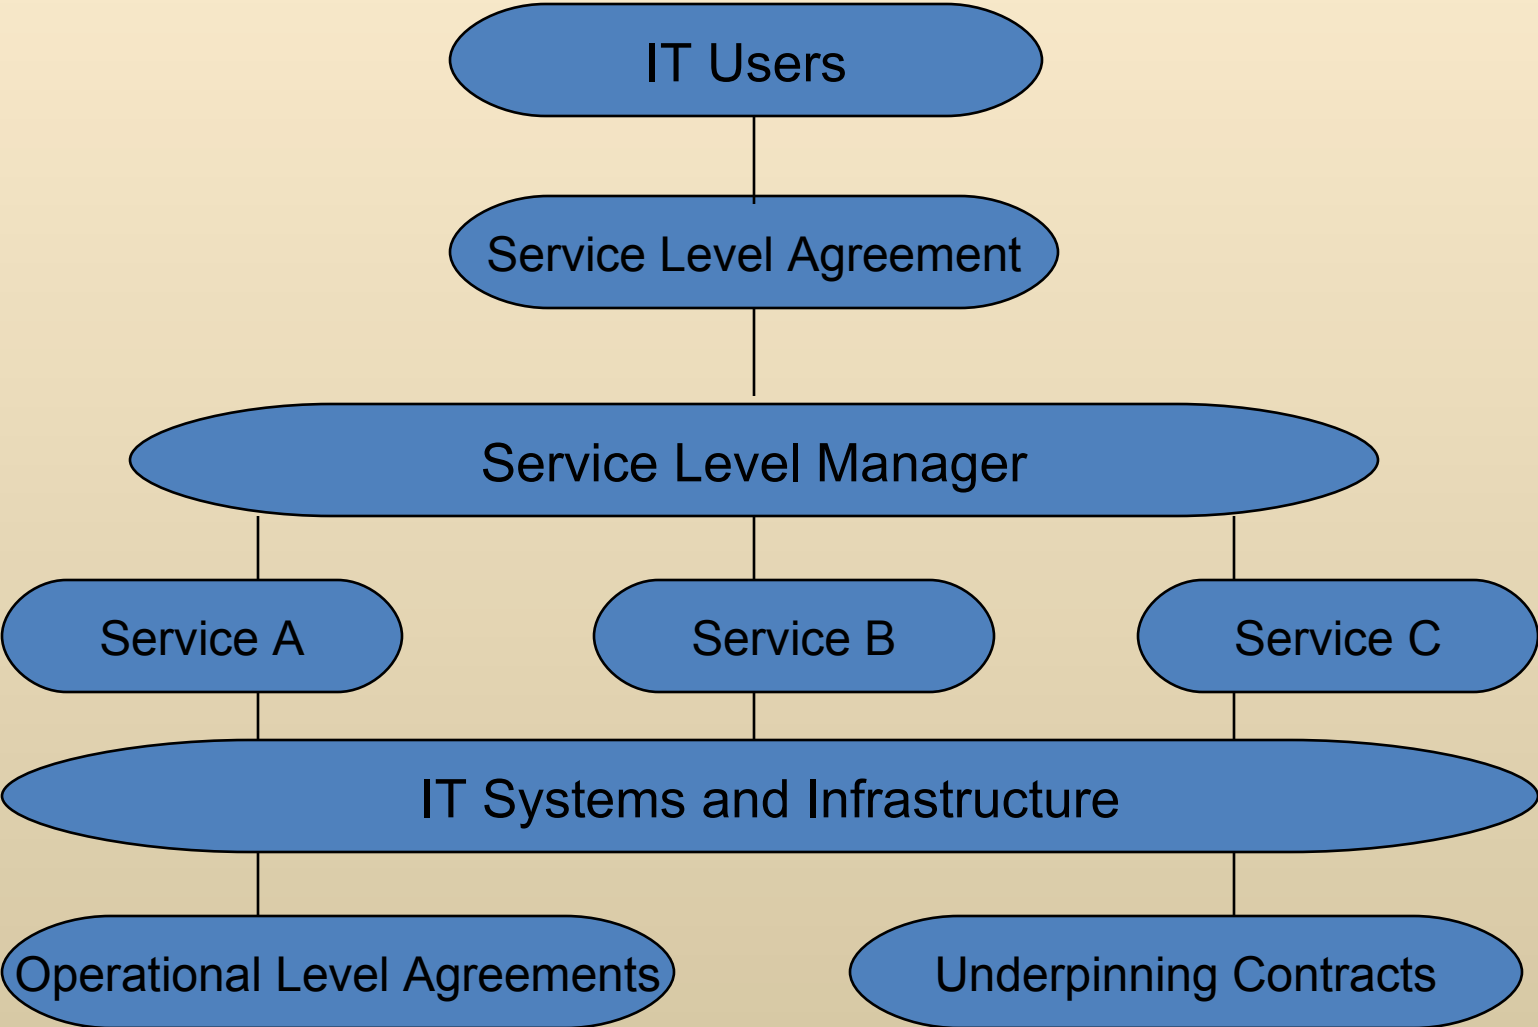 IT Users
Service Level Agreement
Service Level Manager
Service A
Service B
Service C
IT Systems and Infrastructure
Operational Level Agreements
Underpinning Contracts